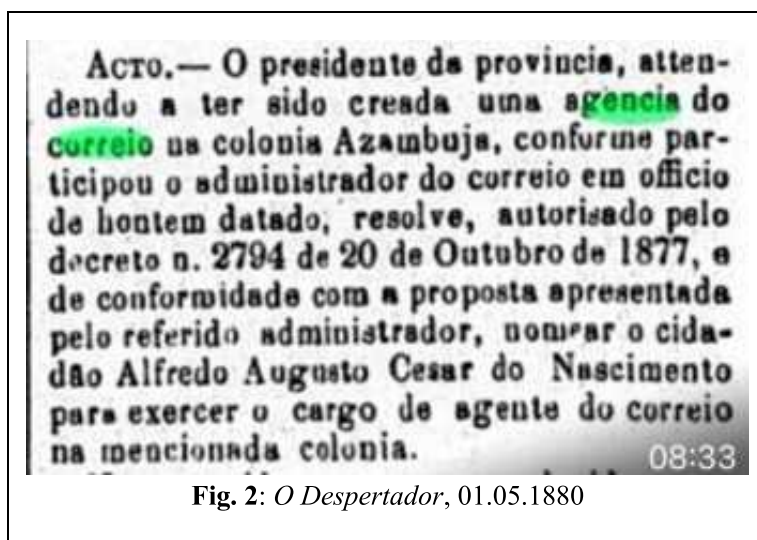 ACTO.— O presidente da provincia, atten-
dendo a ter sido creada uma agencia do
correio na colonia Azambuja, conforme par-
ticipou o administrador do correio em officio
de hontem datado, resolve, autorisado pelo
decreto n. 2794 de 20 de Outubro de 1877, e
de conformidade com a proposta apresentada
pelo referido administrador, nomear o cida-
dão Alfredo Augusto Cesar do Nascimento
para exercer o cargo de agente do correio
na mencionada colonia.
08:33
Fig. 2: O Despertador, 01.05.1880